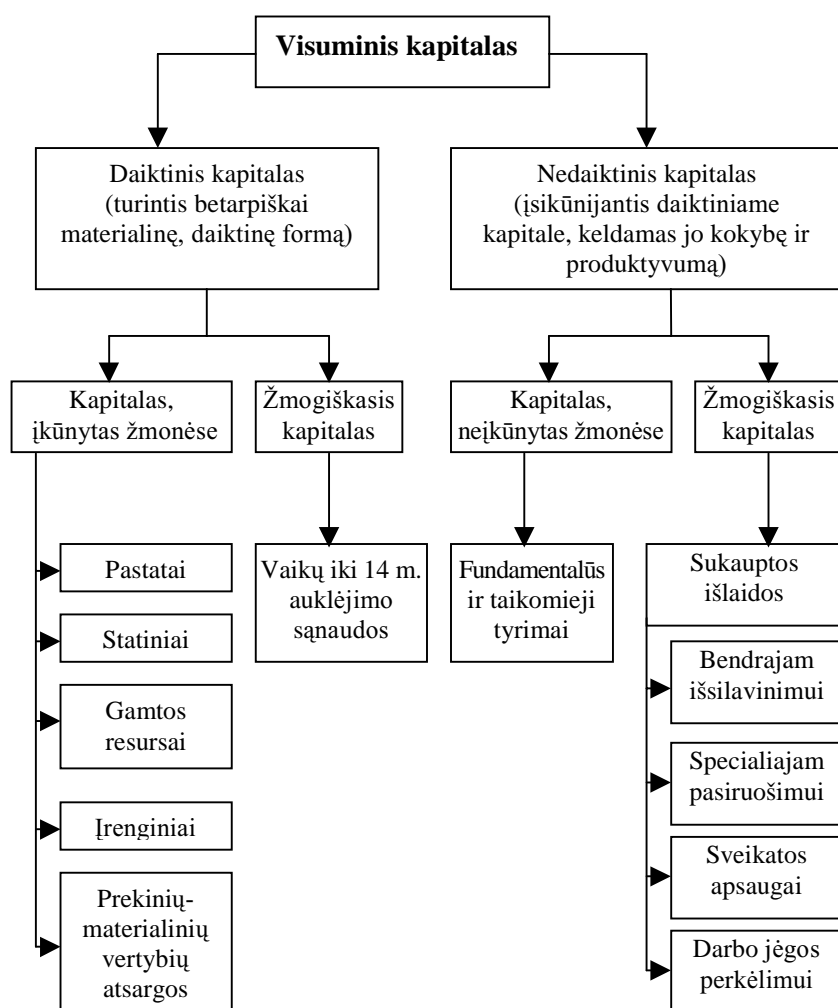 Visuminis kapitalas
Daiktinis kapitalas
(turintis betarpiškai
materialinę, daiktinę formą)
Nedaiktinis kapitalas
(įsikūnijantis daiktiniame
kapitale, keldamas jo kokybę ir
produktyvumą)
Kapitalas,
įkūnytas žmonėse
Žmogiškasis
kapitalas
Kapitalas,
neįkūnytas žmonėse
Žmogiškasis
kapitalas
Pastatai
Statiniai
Gamtos
resursai
Įrenginiai
Prekinių-
materialinių
vertybių
atsargos
Vaikų iki 14 m.
auklėjimo
sąnaudos
Fundamentalūs
ir taikomieji
tyrimai
Sukauptos
išlaidos
Bendrajam
išsilavinimui
Specialiajam
pasiruošimui
Sveikatos
apsaugai
Darbo jėgos
perkėlimui